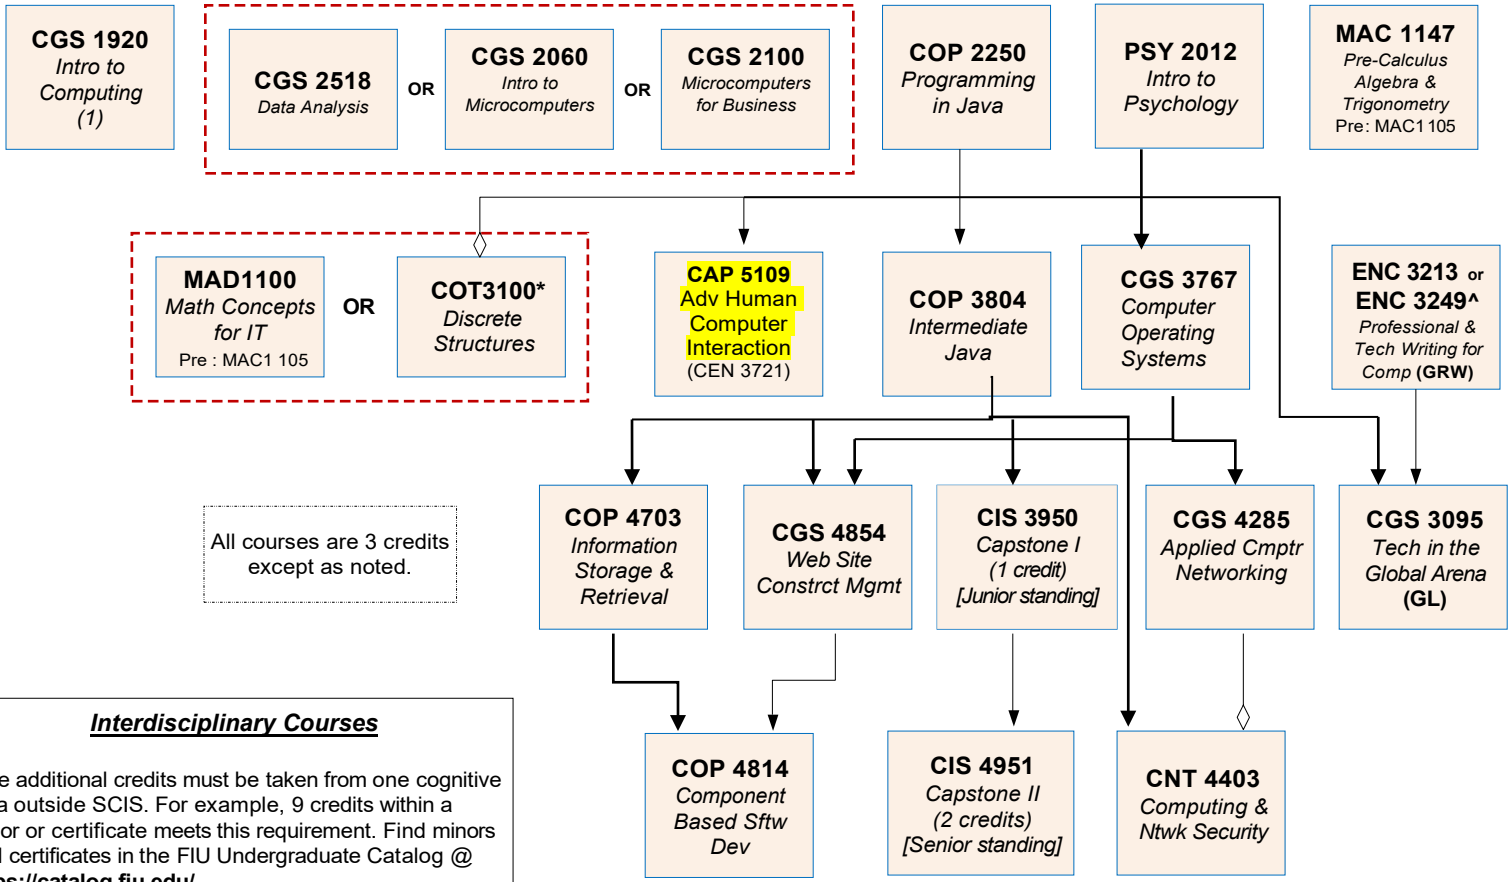 CGS 1920
Intro to
Computing
(1)
CGS 2518
Data Analysis
OR
CGS 2060
Intro to
Microcomputers
OR
CGS 2100
Microcomputers
for Business
COP 2250
Programming
in Java
PSY 2012
Intro to
Psychology
MAC 1147
Pre-Calculus
Algebra &
Trigonometry
Pre: MAC1105
MAD1100
Math Concepts
for IT
Pre : MAC1 105
OR
COT3100*
Discrete
Structures
CAP 5109
Adv Human
Computer
Interaction
(CEN 3721)
COP 3804
Intermediate
Java
CGS 3767
Computer
Operating
Systems
ENC 3213 or
ENC 3249^
Professional &
Tech Writing for
Comp (GRW)
All courses are 3 credits
except as noted.
COP 4703
Information
Storage &
Retrieval
CGS 4854
Web Site
Constrct Mgmt
CIS 3950
Capstone I
(1 credit)
[Junior standing]
CGS 4285
Applied Cmptr
Networking
CGS 3095
Tech in the
Global Arena
(GL)
Interdisciplinary Courses
additional credits must be taken from one cognitive
outside SCIS. For example, 9 credits within a
or certificate meets this requirement. Find minors
certificates in the FIU Undergraduate Catalog @
s://catalog.fiu.edu/
COP 4814
Component
Based Sftw
Dev
CIS 4951
Capstone II
(2 credits)
[Senior standing]
CNT 4403
Computing &
Ntwk Security